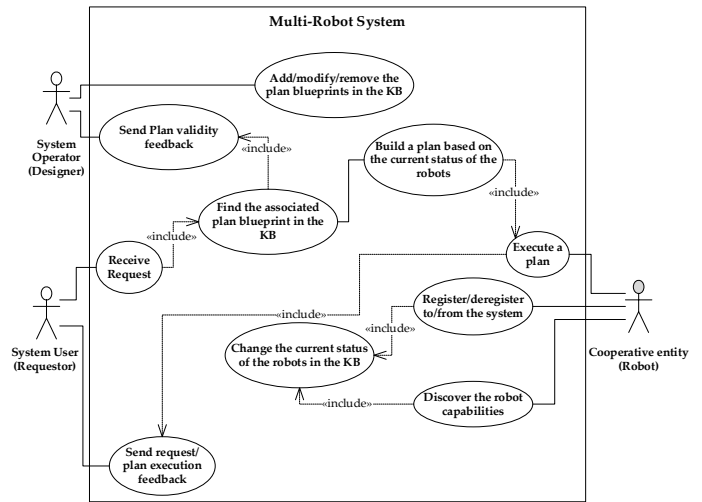 Multi-Robot System
Add/modify/remove the
plan blueprints in the KB
System
Operator
(Designer)
Send Plan validity
feedback
«include»
Build a plan based on
the current status of the
robots
«include»
Find the associated
plan blueprint in the
KB
«include»
Receive
Request
Execute a
plan
System User
(Requestor)
Register/deregister
to/from the system
«include»
«include»
Change the current status
of the robots in the KB
Cooperative entity
(Robot)
Discover the robot
capabilities
«include»
Send request/
plan execution
feedback